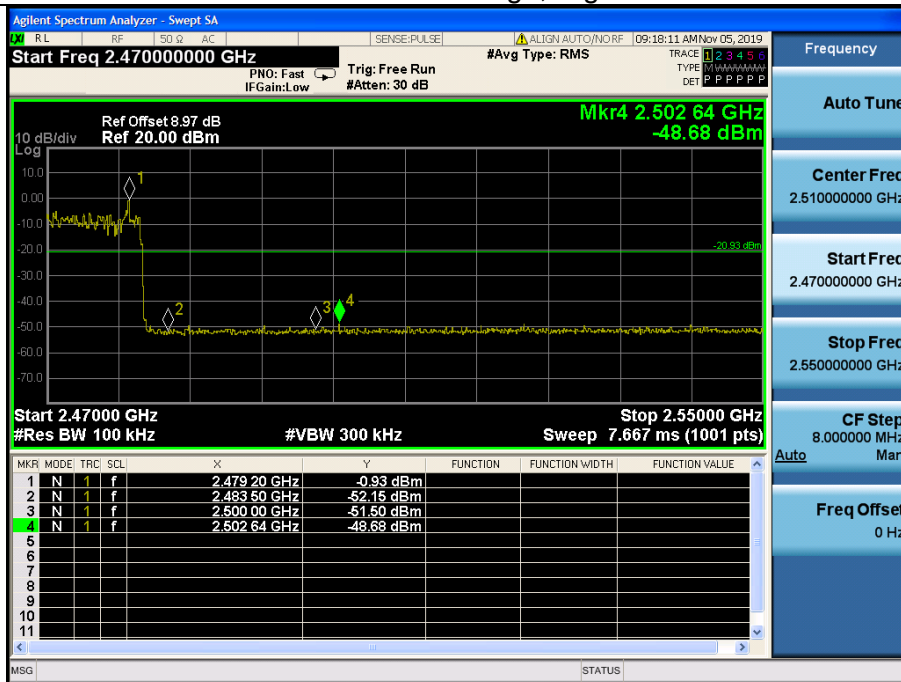 Agilent Spectrum Analyzer - Swept SA
LXI RL RF 50 Ω AC SENSE:PULSE ALIGN AUTO/NO RF 09:18:11 AM Nov 05, 2019
Start Freq 2.470000000 GHz
PNO: Fast
IFGain:Low
Trig: Free Run
#Atten: 30 dB
#Avg Type: RMS
TRACE 1 2 3 4 5 6
TYPE M W W W W W
DET P P P P P P
Mkr4 2.502 64 GHz
-48.68 dBm
Ref Offset 8.97 dB
10 dB/div Ref 20.00 dBm
Log
1
10.0
0.00
-10.0
-20.0
-20.93 dBm
-30.0
-40.0
2 3 4
-50.0
-60.0
-70.0
Start 2.47000 GHz Stop 2.55000 GHz
#Res BW 100 kHz #VBW 300 kHz Sweep 7.667 ms (1001 pts)
MKR MODE TRC SCL X Y FUNCTION FUNCTION WIDTH FUNCTION VALUE
1 N 1 f 2.479 20 GHz -0.93 dBm
2 N 1 f 2.483 50 GHz -52.15 dBm
3 N 1 f 2.500 00 GHz -51.50 dBm
4 N 1 f 2.502 64 GHz -48.68 dBm
5
6
7
8
9
10
11
MSG STATUS
Frequency
Auto Tune
Center Freq
2.510000000 GHz
Start Freq
2.470000000 GHz
Stop Freq
2.550000000 GHz
CF Step
8.000000 MHz
Auto Man
Freq Offset
0 Hz